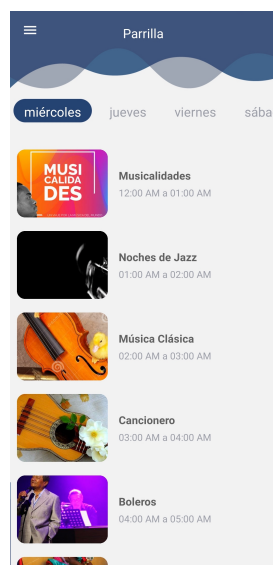 Parrilla
miércoles jueves viernes sába
MUSI
CALIDA
DES
Musicalidades
12:00 AM a 01:00 AM
Noches de Jazz
01:00 AM a 02:00 AM
Música Clásica
02:00 AM a 03:00 AM
Cancionero
03:00 AM a 04:00 AM
Boleros
04:00 AM a 05:00 AM